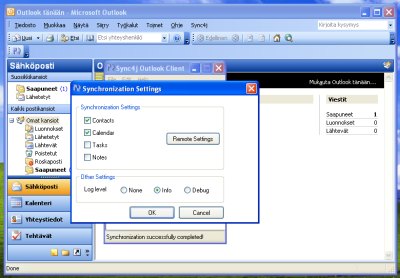 Outlook tänään - Microsoft Outlook
Tiedosto Muokkaa Näytä Siirry Työkalut Toimet Ohje Sync4j
Kirjoita kysymys
Uusi Etsi Etsi yhteyshenkilö Edellinen
Sähköposti
Suosikkikansiot
Saapuneet (1)
Lähetetyt
Kaikki postikansiot
Omat kansiot
Luonnokset
Lähetetyt
Lähtevät
Poistetut
Roskaposti
Saapuneet
Sähköposti
Kalenteri
Yhteystiedot
Tehtävät
Done
Sync4j Outlook Client
Mukauta Outlook tänään...
Viestit
Saapuneet 1
Luonnokset 0
Lähtevät 0
Synchronization Settings
Synchronization Settings
Contacts
Calendar
Tasks
Notes
Remote Settings
Other Settings
Log level: None Info Debug
OK Cancel
Synchronization successfully completed!